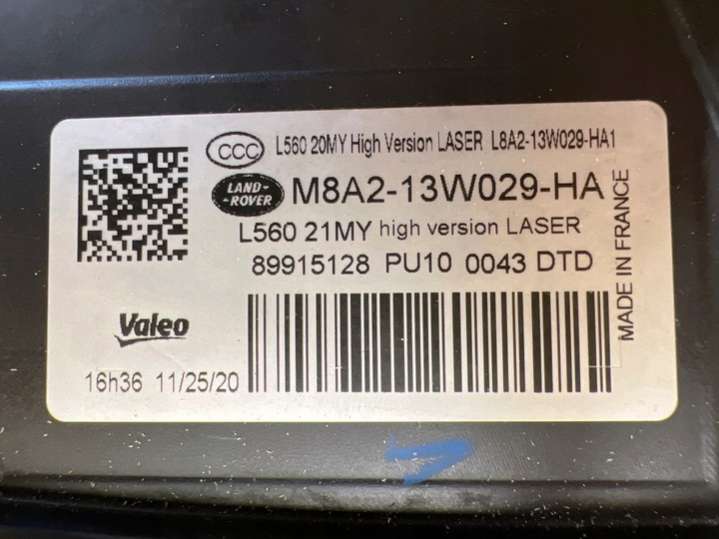 CCC L560 20MY High Version LASER L8A2-13W029-HA1
LAND-
-ROVER
M8A2-13W029-HA
L560 21MY high version LASER
89915128 PU10 0043 DTD
MADE IN FRANCE
Valeo
16h36 11/25/20